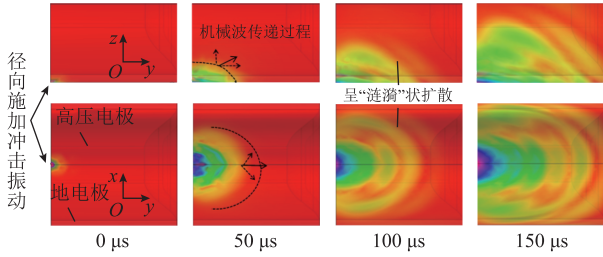 径向施加冲击振动
z
O
y
机械波传递过程
呈“涟漪”状扩散
高压电极
地电极
x
O
y
0 μs
50 μs
100 μs
150 μs